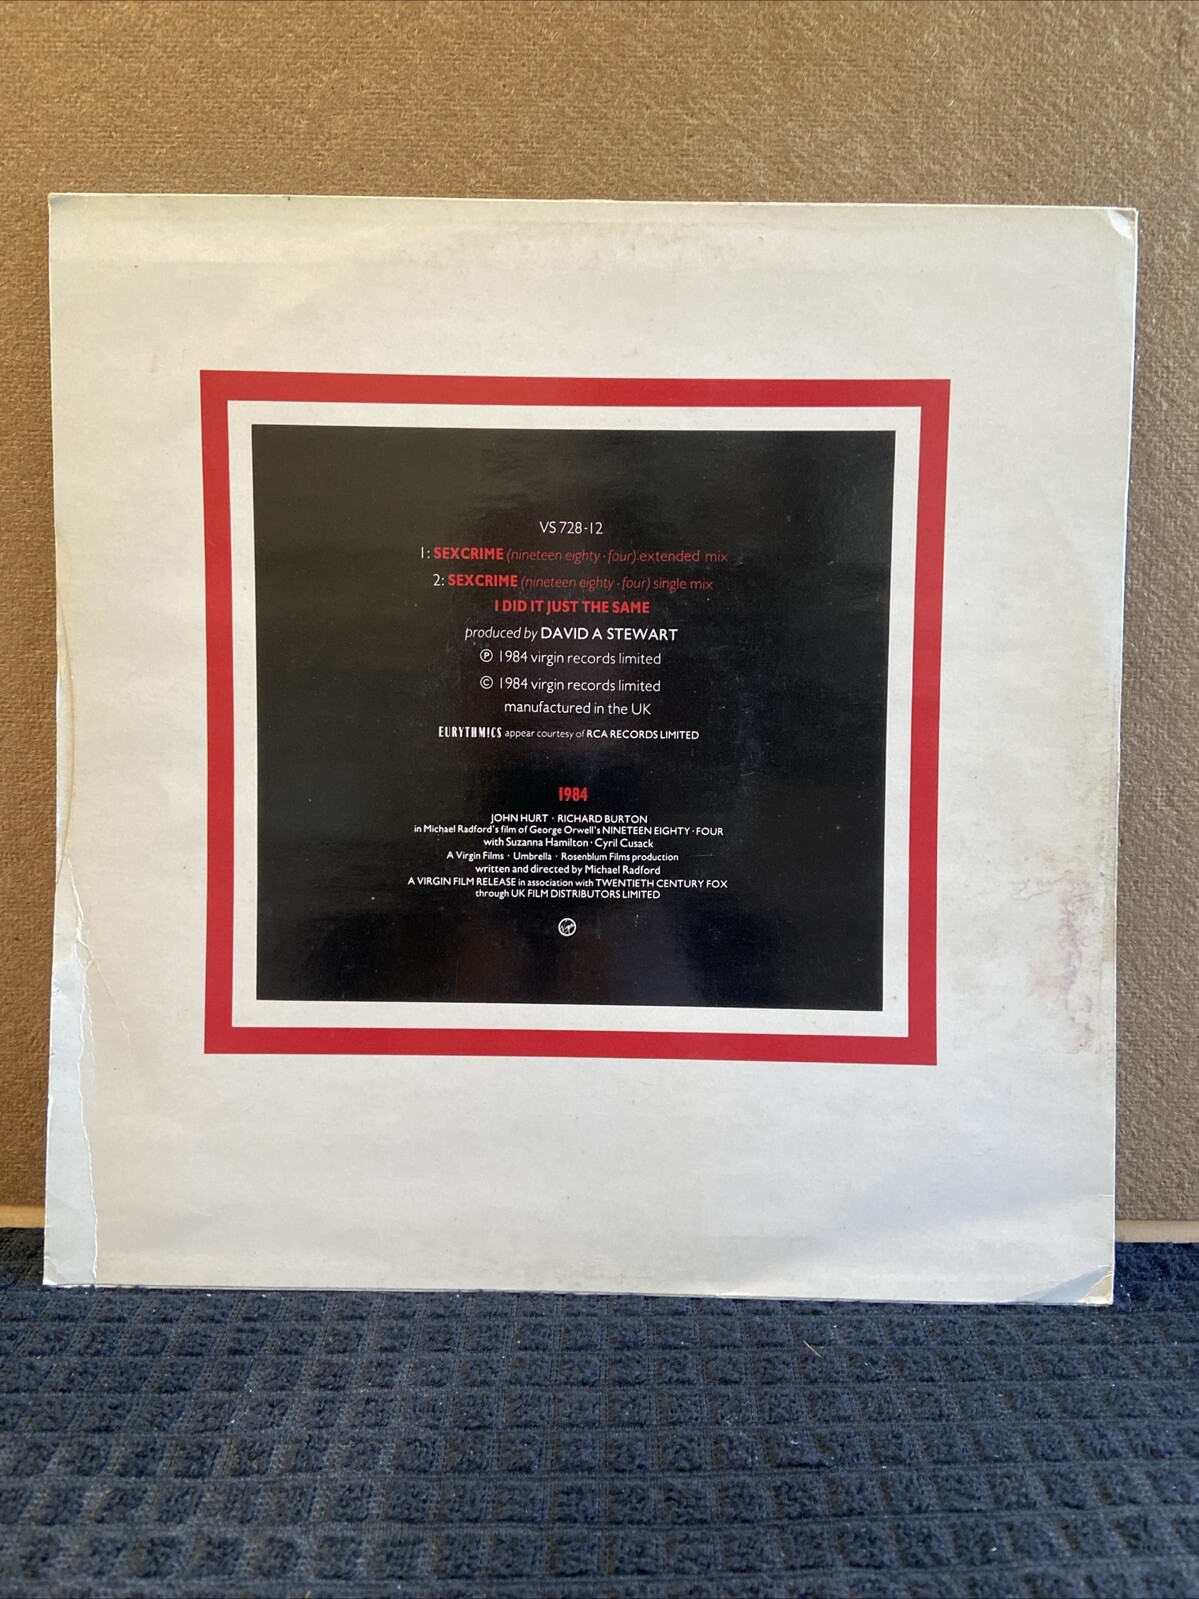 VS 728-12
1: SEXCRIME (nineteen eighty·four) extended mix
2: SEXCRIME (nineteen eighty·four) single mix
I DID IT JUST THE SAME
produced by DAVID A STEWART
℗ 1984 virgin records limited
© 1984 virgin records limited
manufactured in the UK
EURYTHMICS appear courtesy of RCA RECORDS LIMITED
1984
JOHN HURT · RICHARD BURTON
in Michael Radford's film of George Orwell's NINETEEN EIGHTY·FOUR
with Suzanna Hamilton · Cyril Cusack
A Virgin Films · Umbrella · Rosenblum Films production
written and directed by Michael Radford
A VIRGIN FILM RELEASE in association with TWENTIETH CENTURY FOX
through UK FILM DISTRIBUTORS LIMITED
Virgin